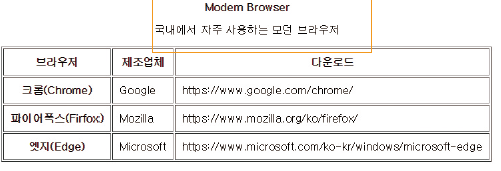 Modern Browser
국내에서 자주 사용하는 모던 브라우저
브라우저 제조업체 다운로드
크롬(Chrome) Google https://www.google.com/chrome/
파이어폭스(Firfox) Mozilla https://www.mozilla.org/ko/firefox/
엣지(Edge) Microsoft https://www.microsoft.com/ko-kr/windows/microsoft-edge